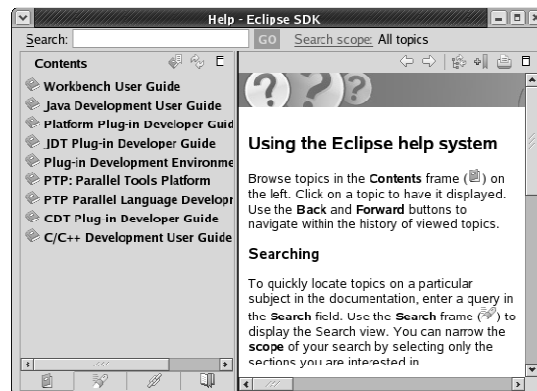 Help - Eclipse SDK
Search: GO Search scope: All topics
Contents
Workbench User Guide
Java Development User Guide
Platform Plug-in Developer Guid
JDT Plug-in Developer Guide
Plug-in Development Environme
PTP: Parallel Tools Platform
PTP Parallel Language Developr
CDT Plug-in Developer Guide
C/C++ Development User Guide
Using the Eclipse help system
Browse topics in the Contents frame ( ) on
the left. Click on a topic to have it displayed.
Use the Back and Forward buttons to
navigate within the history of viewed topics.
Searching
To quickly locate topics on a particular
subject in the documentation, enter a query in
the Search field. Use the Search frame ( ) to
display the Search view. You can narrow the
scope of your search by selecting only the
sections you are interested in